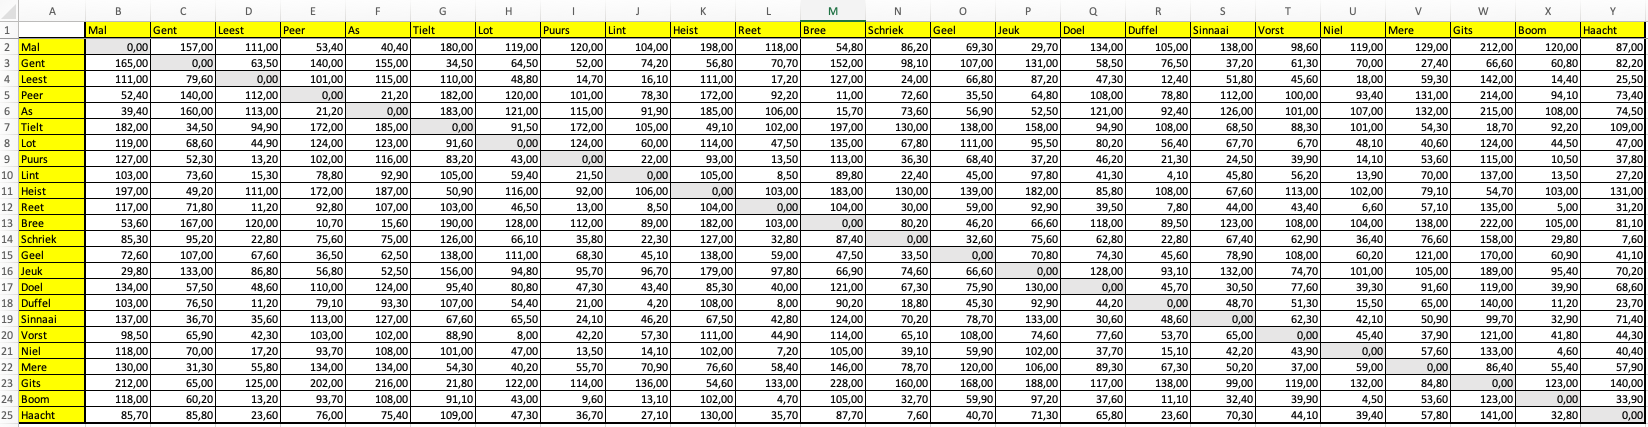 A B C D E F G H I J K L M N O P Q R S T U V W X Y
1 Mal Gent Leest Peer As Tielt Lot Puurs Lint Heist Reet Bree Schriek Geel Jeuk Doel Duffel Sinnaai Vorst Niel Mere Gits Boom Haacht
2 Mal 0,00 157,00 111,00 53,40 40,40 180,00 119,00 120,00 104,00 198,00 118,00 54,80 86,20 69,30 29,70 134,00 105,00 138,00 98,60 119,00 129,00 212,00 120,00 87,00
3 Gent 165,00 0,00 63,50 140,00 155,00 34,50 64,50 52,00 74,20 56,80 70,70 152,00 98,10 107,00 131,00 58,50 76,50 37,20 61,30 70,00 27,40 66,60 60,80 82,20
4 Leest 111,00 79,60 0,00 101,00 115,00 110,00 48,80 14,70 16,10 111,00 17,20 127,00 24,00 66,80 87,20 47,30 12,40 51,80 45,60 18,00 59,30 142,00 14,40 25,50
5 Peer 52,40 140,00 112,00 0,00 21,20 182,00 120,00 101,00 78,30 172,00 92,20 11,00 72,60 35,50 64,80 108,00 78,80 112,00 100,00 93,40 131,00 214,00 94,10 73,40
6 As 39,40 160,00 113,00 21,20 0,00 183,00 121,00 115,00 91,90 185,00 106,00 15,70 73,60 56,90 52,50 121,00 92,40 126,00 101,00 107,00 132,00 215,00 108,00 74,50
7 Tielt 182,00 34,50 94,90 172,00 185,00 0,00 91,50 172,00 105,00 49,10 102,00 197,00 130,00 138,00 158,00 94,90 108,00 68,50 88,30 101,00 54,30 18,70 92,20 109,00
8 Lot 119,00 68,60 44,90 124,00 123,00 91,60 0,00 124,00 60,00 114,00 47,50 135,00 67,80 111,00 95,50 80,20 56,40 67,70 6,70 48,10 40,60 124,00 44,50 47,00
9 Puurs 127,00 52,30 13,20 102,00 116,00 83,20 43,00 0,00 22,00 93,00 13,50 113,00 36,30 68,40 37,20 46,20 21,30 24,50 39,90 14,10 53,60 115,00 10,50 37,80
10 Lint 103,00 73,60 15,30 78,80 92,90 105,00 59,40 21,50 0,00 105,00 8,50 89,80 22,40 45,00 97,80 41,30 4,10 45,80 56,20 13,90 70,00 137,00 13,50 27,20
11 Heist 197,00 49,20 111,00 172,00 187,00 50,90 116,00 92,00 106,00 0,00 103,00 183,00 130,00 139,00 182,00 85,80 108,00 67,60 113,00 102,00 79,10 54,70 103,00 131,00
12 Reet 117,00 71,80 11,20 92,80 107,00 103,00 46,50 13,00 8,50 104,00 0,00 104,00 30,00 59,00 92,90 39,50 7,80 44,00 43,40 6,60 57,10 135,00 5,00 31,20
13 Bree 53,60 167,00 120,00 10,70 15,60 190,00 128,00 112,00 89,00 182,00 103,00 0,00 80,20 46,20 66,60 118,00 89,50 123,00 108,00 104,00 138,00 222,00 105,00 81,10
14 Schriek 85,30 95,20 22,80 75,60 75,00 126,00 66,10 35,80 22,30 127,00 32,80 87,40 0,00 32,60 75,60 62,80 22,80 67,40 62,90 36,40 76,60 158,00 29,80 7,60
15 Geel 72,60 107,00 67,60 36,50 62,50 138,00 111,00 68,30 45,10 138,00 59,00 47,50 33,50 0,00 70,80 74,30 45,60 78,90 108,00 60,20 121,00 170,00 60,90 41,10
16 Jeuk 29,80 133,00 86,80 56,80 52,50 156,00 94,80 95,70 96,70 179,00 97,80 66,90 74,60 66,60 0,00 128,00 93,10 132,00 74,70 101,00 105,00 189,00 95,40 70,20
17 Doel 134,00 57,50 48,60 110,00 124,00 95,40 80,80 47,30 43,40 85,30 40,00 121,00 67,30 75,90 130,00 0,00 45,70 30,50 77,60 39,30 91,60 119,00 39,90 68,60
18 Duffel 103,00 76,50 11,20 79,10 93,30 107,00 54,40 21,00 4,20 108,00 8,00 90,20 18,80 45,30 92,90 44,20 0,00 48,70 51,30 15,50 65,00 140,00 11,20 23,70
19 Sinnaai 137,00 36,70 35,60 113,00 127,00 67,60 65,50 24,10 46,20 67,50 42,80 124,00 70,20 78,70 133,00 30,60 48,60 0,00 62,30 42,10 50,90 99,70 32,90 71,40
20 Vorst 98,50 65,90 42,30 103,00 102,00 88,90 8,00 42,20 57,30 111,00 44,90 114,00 65,10 108,00 74,60 77,60 53,70 65,00 0,00 45,40 37,90 121,00 41,80 44,30
21 Niel 118,00 70,00 17,20 93,70 108,00 101,00 47,00 13,50 14,10 102,00 7,20 105,00 39,10 59,90 102,00 37,70 15,10 42,20 43,90 0,00 57,60 133,00 4,60 40,40
22 Mere 130,00 31,30 55,80 134,00 134,00 54,30 40,20 55,70 70,90 76,60 58,40 146,00 78,70 120,00 106,00 89,30 67,30 50,20 37,00 59,00 0,00 86,40 55,40 57,90
23 Gits 212,00 65,00 125,00 202,00 216,00 21,80 122,00 114,00 136,00 54,60 133,00 228,00 160,00 168,00 188,00 117,00 138,00 99,00 119,00 132,00 84,80 0,00 123,00 140,00
24 Boom 118,00 60,20 13,20 93,70 108,00 91,10 43,00 9,60 13,10 102,00 4,70 105,00 32,70 59,90 97,20 37,60 11,10 32,40 39,90 4,50 53,60 123,00 0,00 33,90
25 Haacht 85,70 85,80 23,60 76,00 75,40 109,00 47,30 36,70 27,10 130,00 35,70 87,70 7,60 40,70 71,30 65,80 23,60 70,30 44,10 39,40 57,80 141,00 32,80 0,00